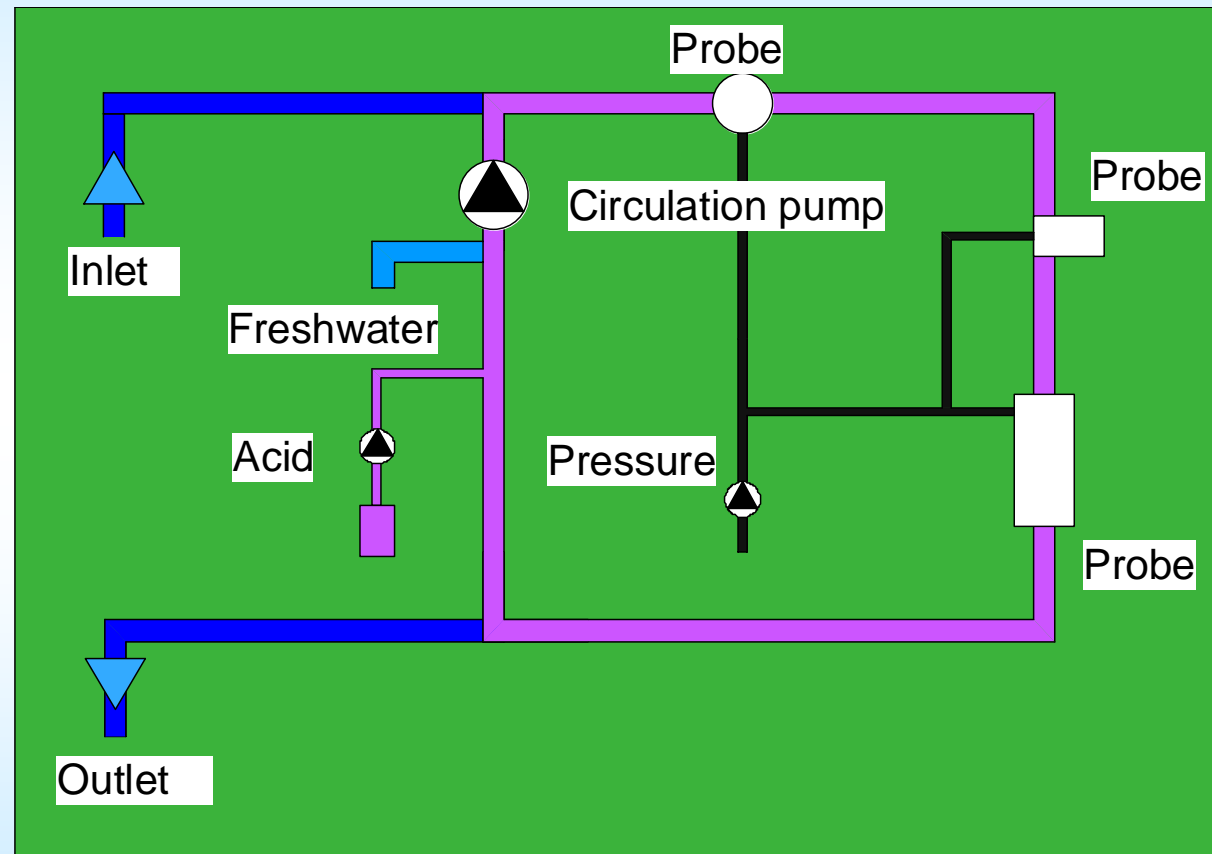 Probe
Probe
Circulation pump
Inlet
Freshwater
Acid
Pressure
Probe
Outlet